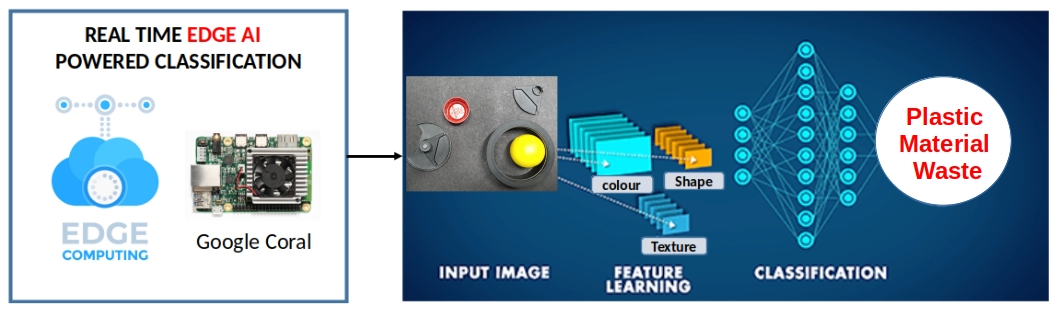 REAL TIME EDGE AI
POWERED CLASSIFICATION
EDGE
COMPUTING
Google Coral
colour
Shape
Texture
INPUT IMAGE
FEATURE
LEARNING
CLASSIFICATION
Plastic
Material
Waste